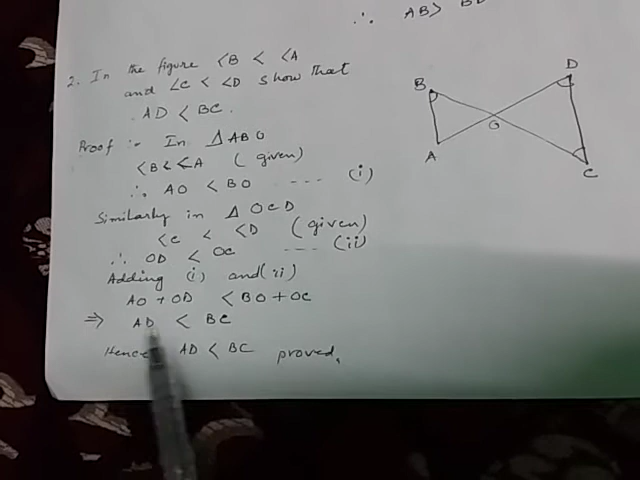 ∴ AB > BD
2. In the figure <B < <A
and <C < <D show that
AD < BC.
Proof :- In △ABO
<B < <A (given)
∴ AO < BO --- (i)
Similarly in △ OCD
<C < <D (given)
∴ OD < OC --- (ii)
Adding (i) and (ii)
AO + OD < BO + OC
⇒ AD < BC
Hence AD < BC proved.
B
D
O
A
C